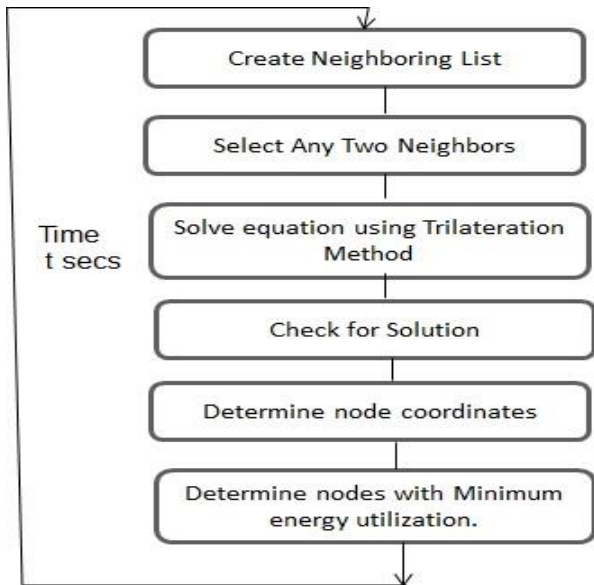 Create Neighboring List
Select Any Two Neighbors
Time
t secs
Solve equation using Trilateration
Method
Check for Solution
Determine node coordinates
Determine nodes with Minimum
energy utilization.